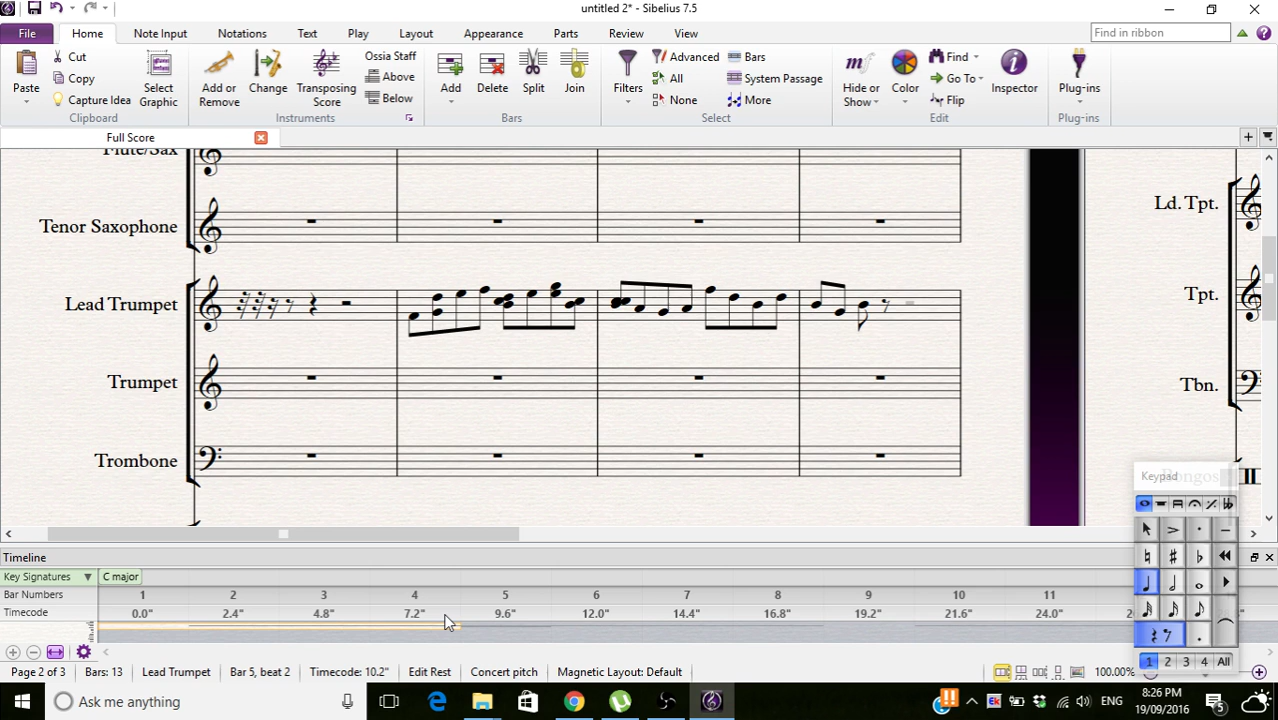 untitled 2* - Sibelius 7.5
File Home Note Input Notations Text Play Layout Appearance Parts Review View Find in ribbon
Paste Cut Copy Capture Idea Select Graphic
Clipboard
Add or Remove Change Transposing Score Ossia Staff Above Below
Instruments
Add Delete Split Join
Bars
Filters Advanced All None Bars System Passage More
Select
Hide or Show Color Find Go To Flip Inspector
Edit
Plug-ins
Plug-ins
Full Score
Flute/Sax
Tenor Saxophone
Ld. Tpt.
Lead Trumpet
Tpt.
Trumpet
Tbn.
Trombone
Keypad Bongos
Timeline
Key Signatures C major
Bar Numbers 1 2 3 4 5 6 7 8 9 10 11
Timecode 0.0" 2.4" 4.8" 7.2" 9.6" 12.0" 14.4" 16.8" 19.2" 21.6" 24.0"
1 2 3 4 All
Page 2 of 3 Bars: 13 Lead Trumpet Bar 5, beat 2 Timecode: 10.2" Edit Rest Concert pitch Magnetic Layout: Default 100.00%
Ask me anything ENG 8:26 PM
19/09/2016 5